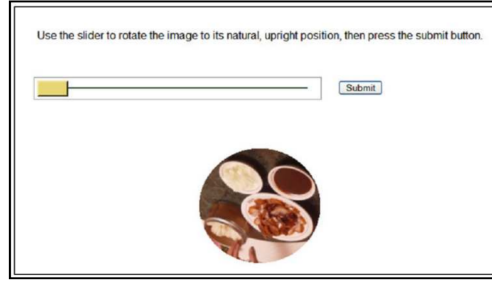 Use the slider to rotate the image to its natural, upright position, then press the submit button.
Submit